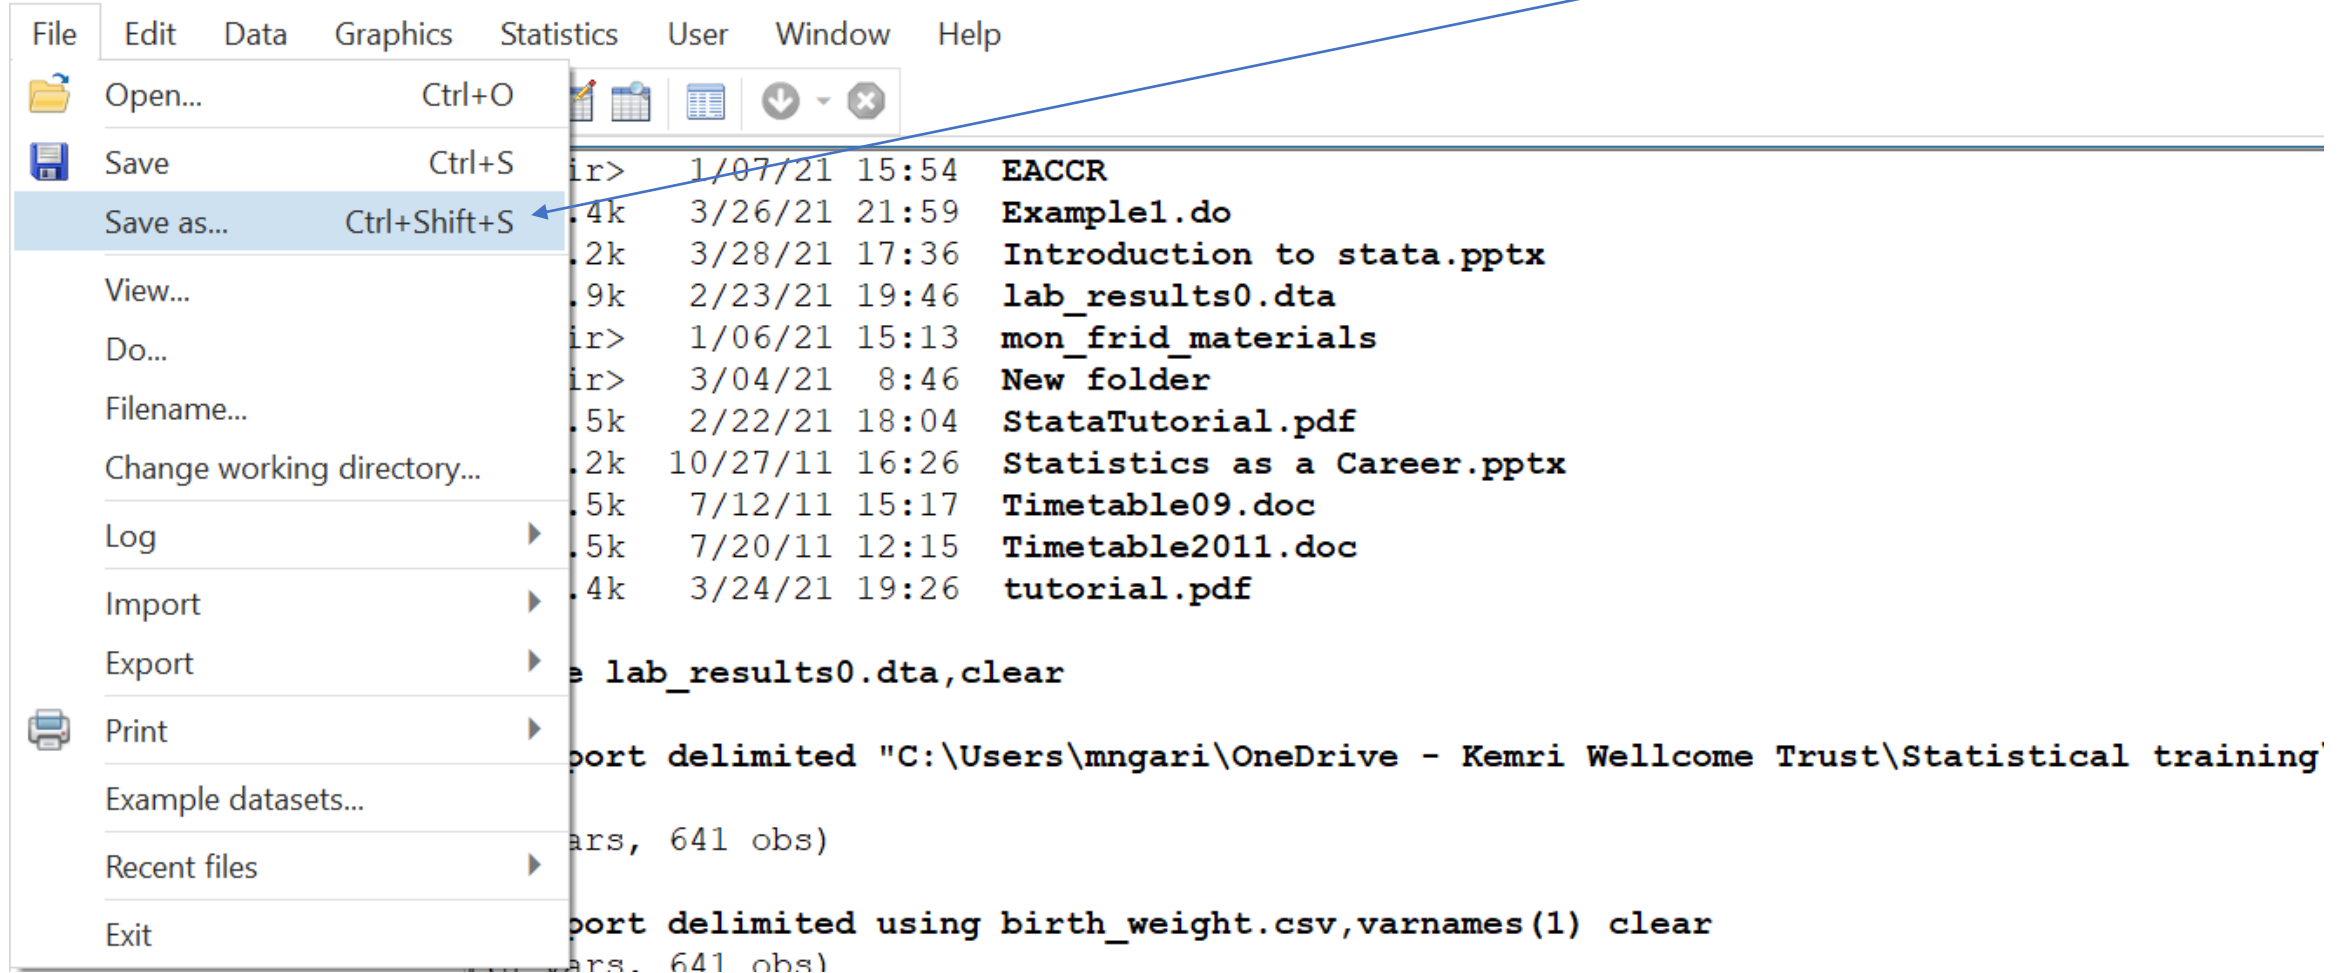 File Edit Data Graphics Statistics User Window Help
Open... Ctrl+O
Save Ctrl+S
Save as... Ctrl+Shift+S
View...
Do...
Filename...
Change working directory...
Log
Import
Export
Print
Example datasets...
Recent files
Exit
ir> 1/07/21 15:54 EACCR
.4k 3/26/21 21:59 Example1.do
.2k 3/28/21 17:36 Introduction to stata.pptx
.9k 2/23/21 19:46 lab_results0.dta
ir> 1/06/21 15:13 mon_frid_materials
ir> 3/04/21 8:46 New folder
.5k 2/22/21 18:04 StataTutorial.pdf
.2k 10/27/11 16:26 Statistics as a Career.pptx
.5k 7/12/11 15:17 Timetable09.doc
.5k 7/20/11 12:15 Timetable2011.doc
.4k 3/24/21 19:26 tutorial.pdf
e lab_results0.dta,clear
port delimited "C:\Users\mngari\OneDrive - Kemri Wellcome Trust\Statistical training\
ars, 641 obs)
port delimited using birth_weight.csv,varnames(1) clear
vars, 641 obs)